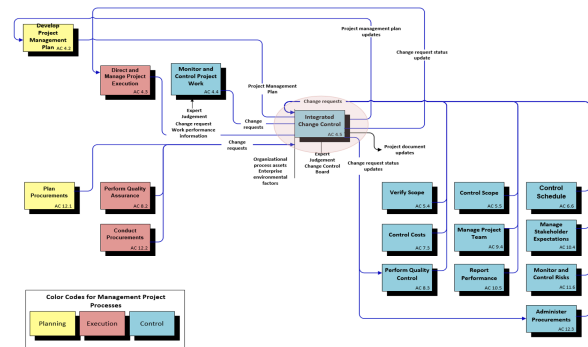 Develop
Project
Management
Plan
AC 4.2
Project management plan
updates
Change request status
update
Direct and
Manage Project
Execution
AC 4.3
Monitor and
Control Project
Work
AC 4.4
Project Management
Plan
Change requests
Expert
Judgement
Change request
Work performance
information
Change
requests
Integrated
Change Control
AC 4.5
Change
requests
Organizational
process assets
Enterprise
environmental
factors
Expert
Judgement
Change Control
Board
Project document
updates
Change request status
updates
Plan
Procurements
AC 12.1
Perform Quality
Assurance
AC 8.2
Conduct
Procurements
AC 12.2
Verify Scope
AC 5.4
Control Scope
AC 5.5
Control
Schedule
AC 6.6
Control Costs
AC 7.3
Manage Project
Team
AC 9.4
Manage
Stakeholder
Expectations
AC 10.4
Perform Quality
Control
AC 8.3
Report
Performance
AC 10.5
Monitor and
Control Risks
AC 11.6
Administer
Procurements
AC 12.3
Color Codes for Management Project
Processes
Planning
Execution
Control